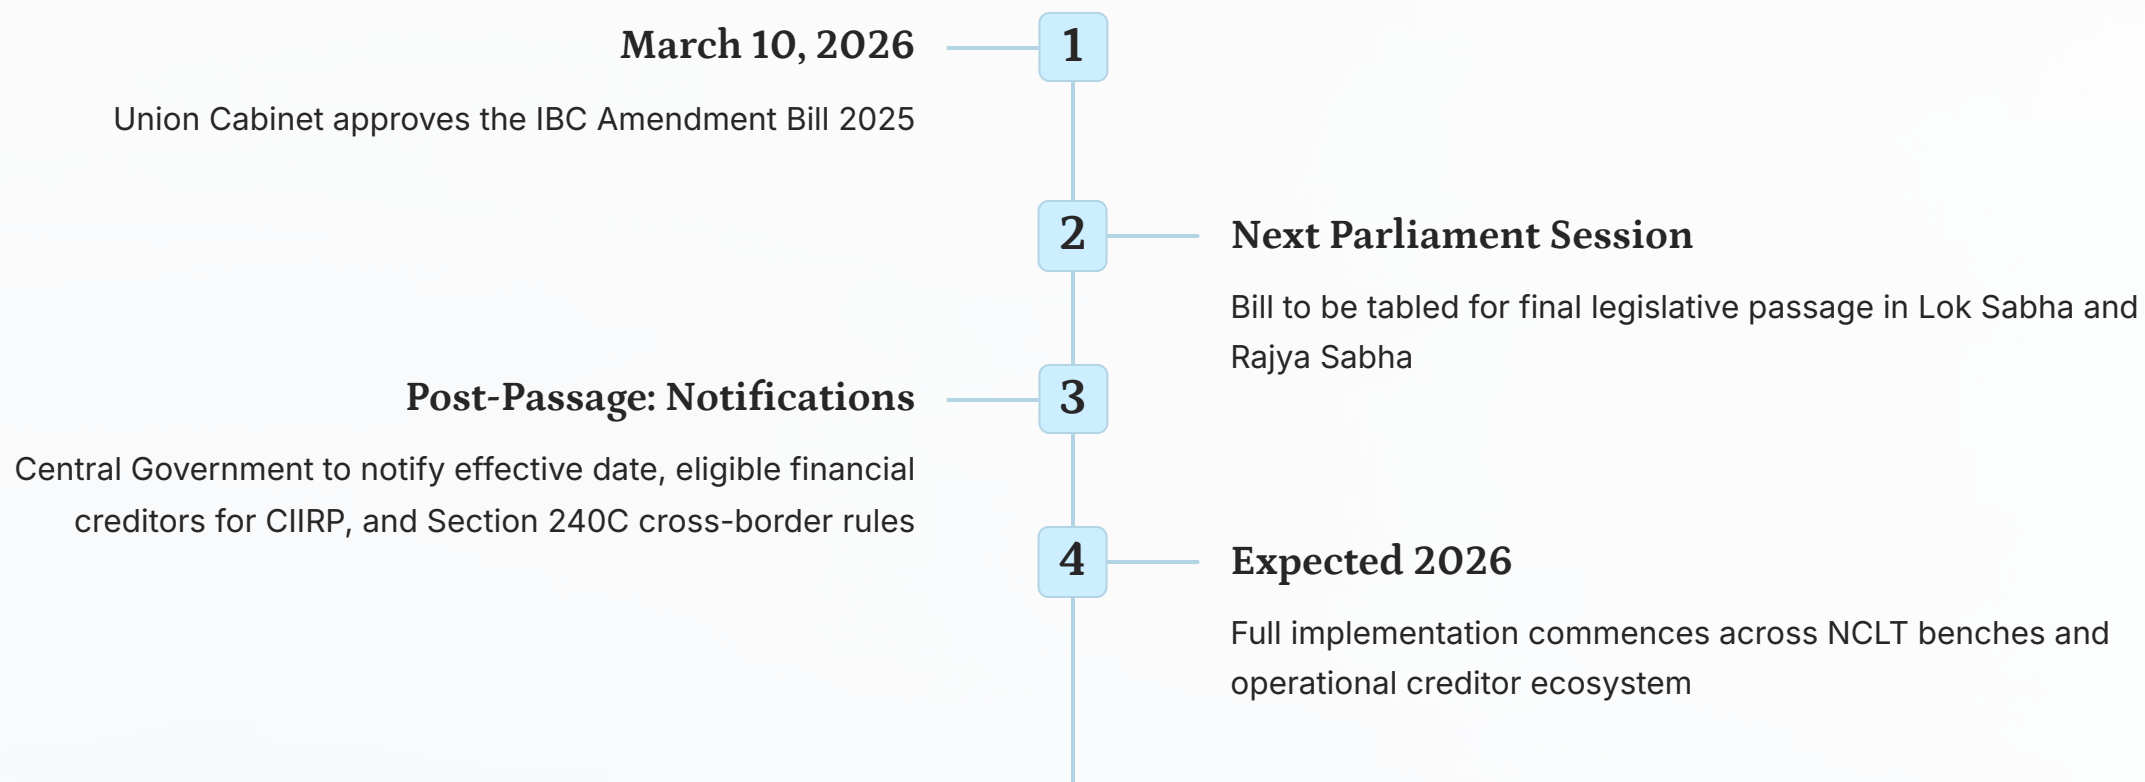 March 10, 2026
1
Union Cabinet approves the IBC Amendment Bill 2025
2
Next Parliament Session
Bill to be tabled for final legislative passage in Lok Sabha and
Rajya Sabha
Post-Passage: Notifications
3
Central Government to notify effective date, eligible financial
creditors for CIIRP, and Section 240C cross-border rules
4
Expected 2026
Full implementation commences across NCLT benches and
operational creditor ecosystem